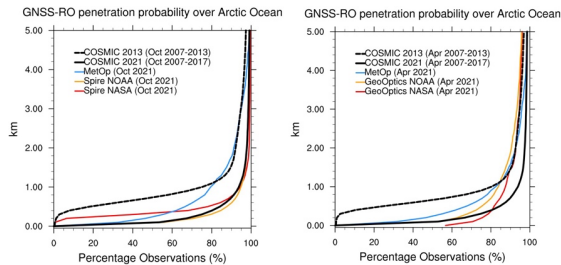 GNSS-RO penetration probability over Arctic Ocean
5.00
4.00
3.00
2.00
1.00
0.00
km
COSMIC 2013 (Oct 2007-2013)
COSMIC 2021 (Oct 2007-2017)
MetOp (Oct 2021)
Spire NOAA (Oct 2021)
Spire NASA (Oct 2021)
0 20 40 60 80 100
Percentage Observations (%)
GNSS-RO penetration probability over Arctic Ocean
5.00
4.00
3.00
2.00
1.00
0.00
km
COSMIC 2013 (Apr 2007-2013)
COSMIC 2021 (Apr 2007-2017)
MetOp (Apr 2021)
GeoOptics NOAA (Apr 2021)
GeoOptics NASA (Apr 2021)
0 20 40 60 80 100
Percentage Observations (%)